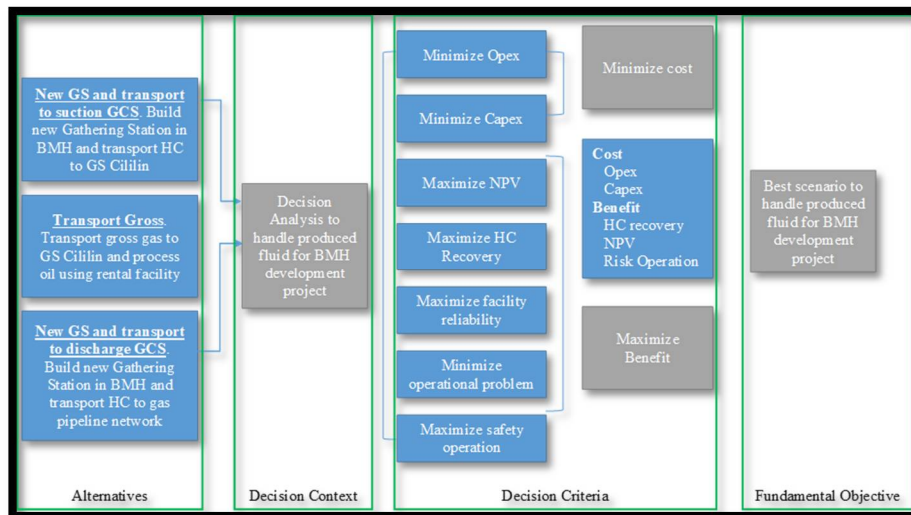 New GS and transport
to suction GCS. Build
new Gathering Station in
BMH and transport HC
to GS Cililin
Transport Gross.
Transport gross gas to
GS Cililin and process
oil using rental facility
New GS and transport
to discharge GCS.
Build new Gathering
Station in BMH and
transport HC to gas
pipeline network
Alternatives
Decision
Analysis to
handle produced
fluid for BMH
development
project
Decision Context
Minimize Opex
Minimize Capex
Maximize NPV
Maximize HC
Recovery
Maximize facility
reliability
Minimize
operational problem
Maximize safety
operation
Minimize cost
Cost
Opex
Capex
Benefit
HC recovery
NPV
Risk Operation
Maximize
Benefit
Decision Criteria
Best scenario to
handle produced
fluid for BMH
development
project
Fundamental Objective